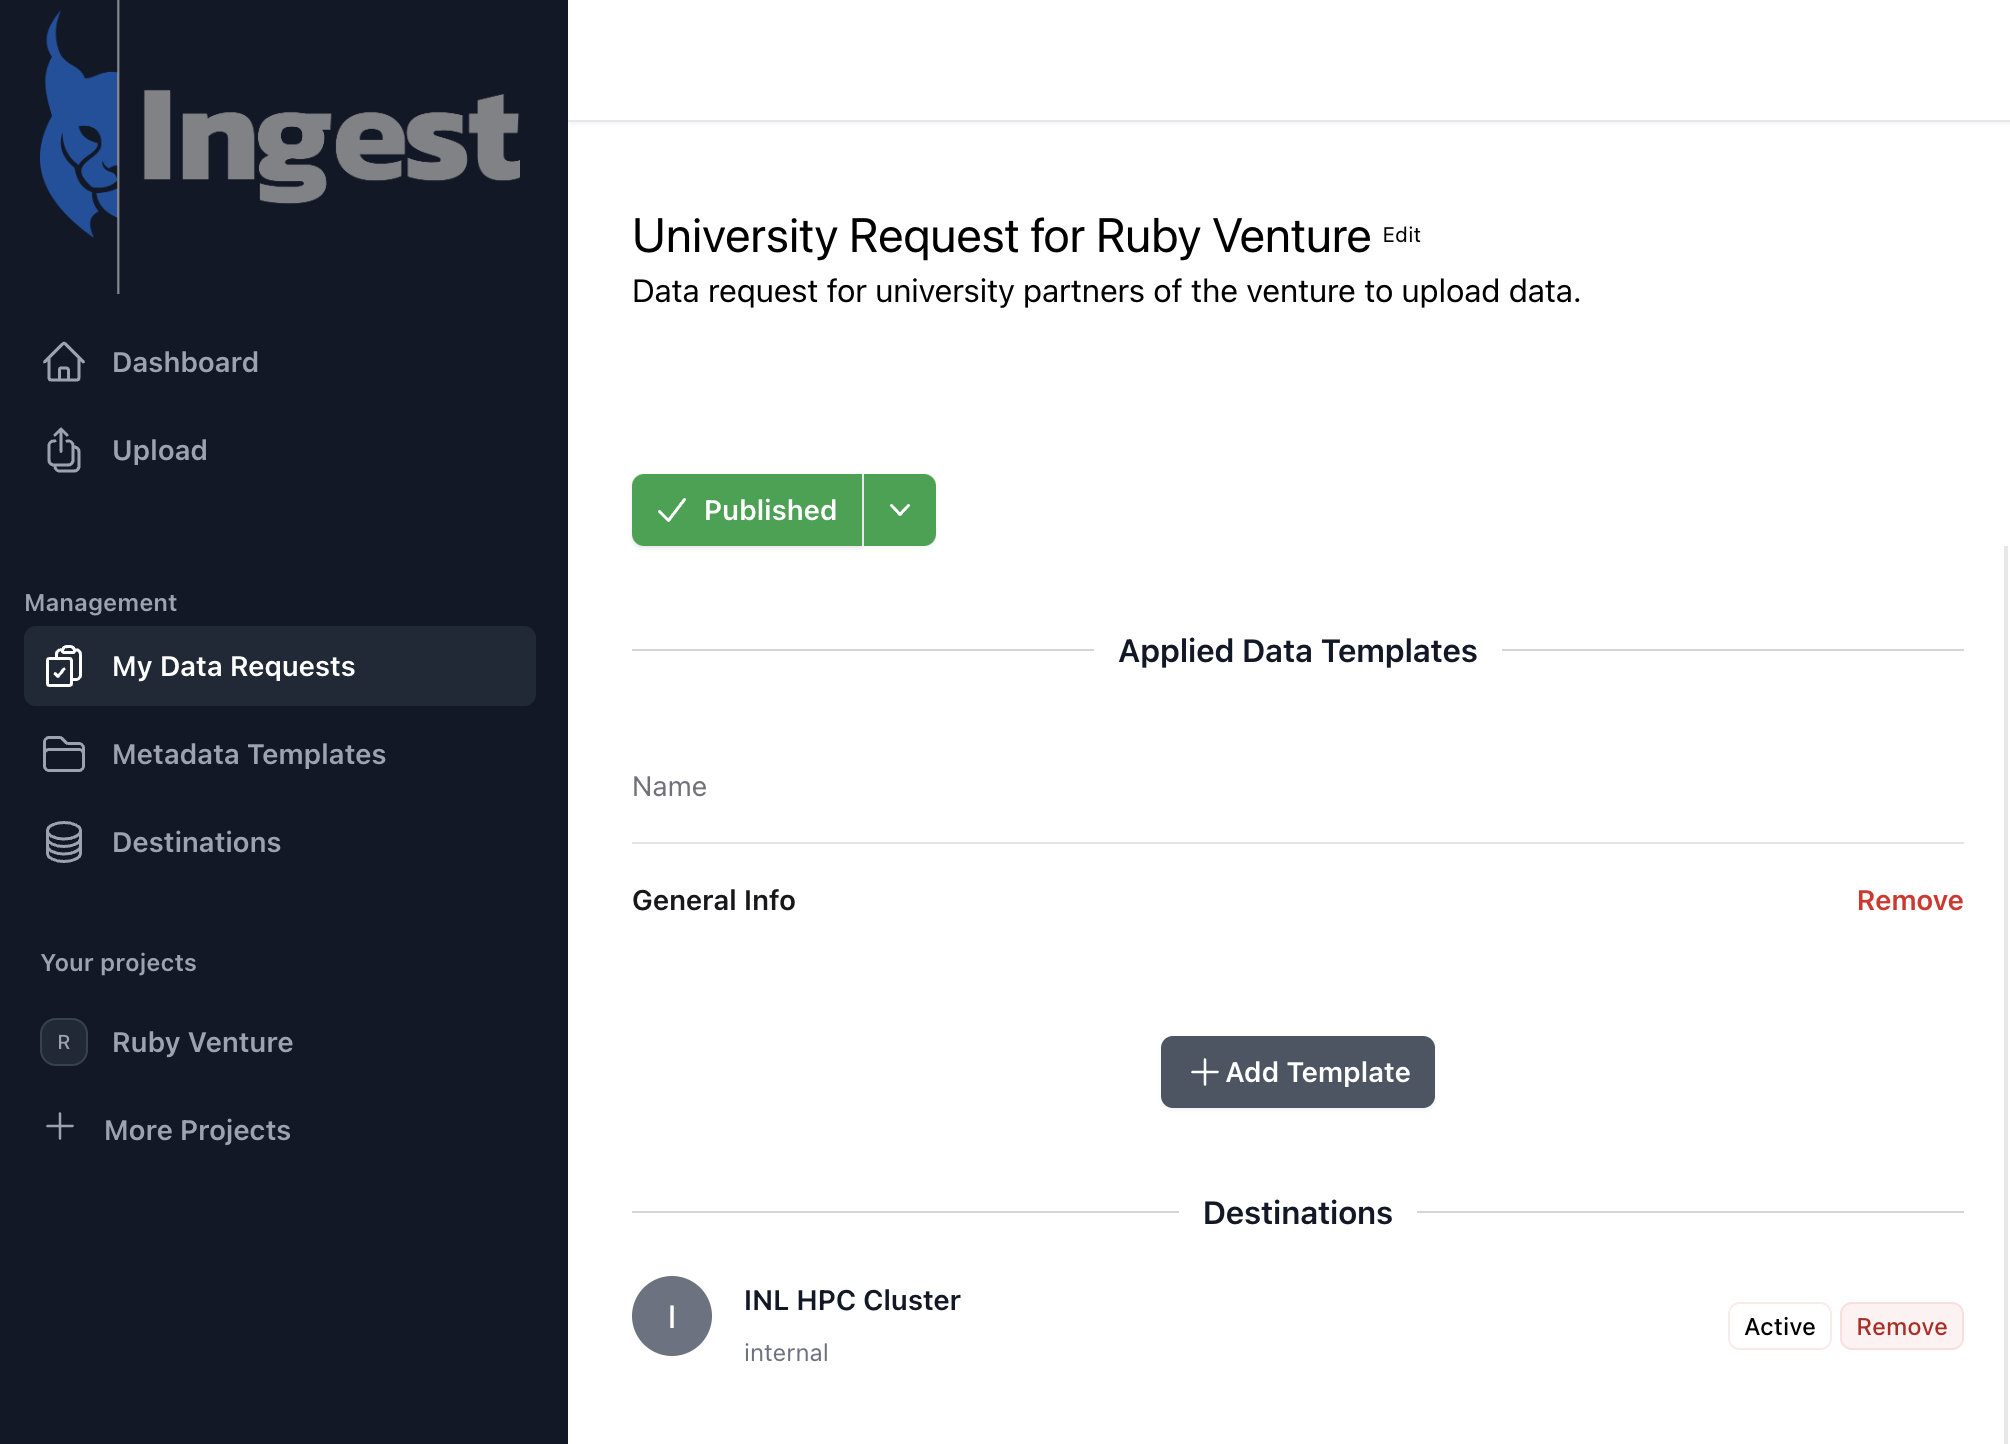 Ingest
Dashboard
Upload
Management
My Data Requests
Metadata Templates
Destinations
Your projects
R
Ruby Venture
More Projects
University Request for Ruby Venture Edit
Data request for university partners of the venture to upload data.
Published
Applied Data Templates
Name
General Info Remove
Add Template
Destinations
I
INL HPC Cluster
internal
Active Remove